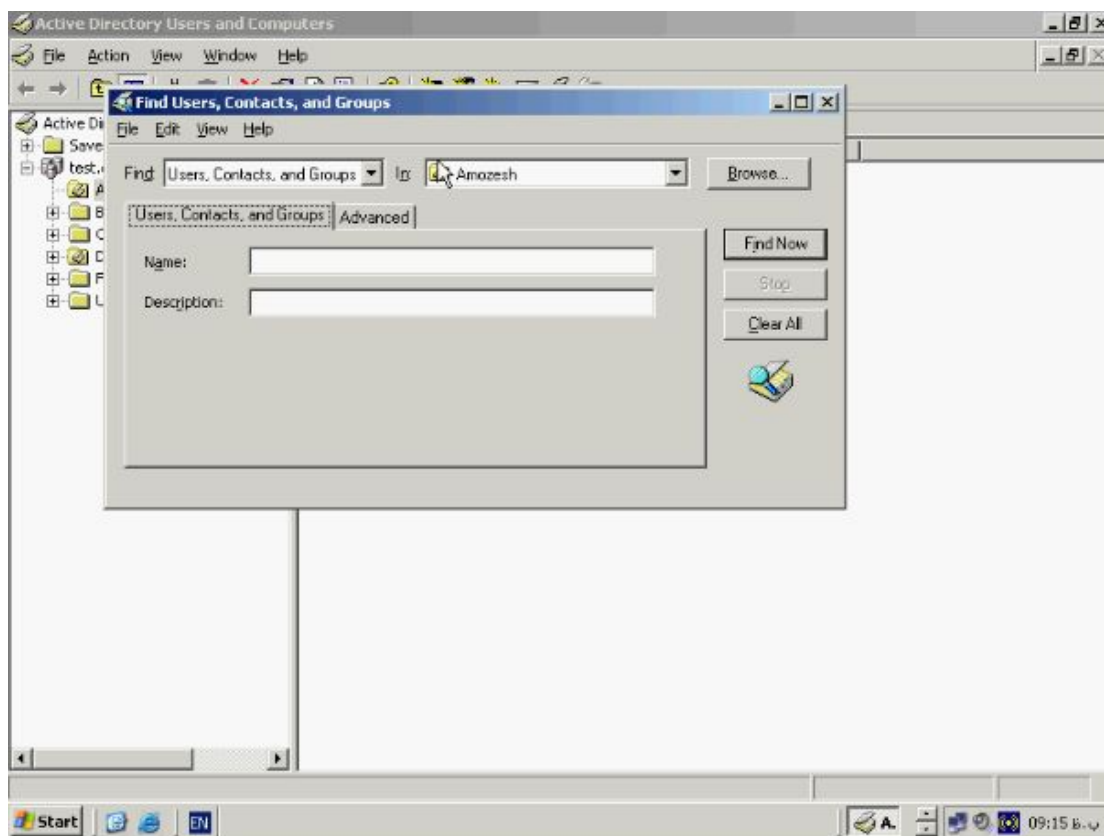 Active Directory Users and Computers
File Action View Window Help
Find Users, Contacts, and Groups
Active Di
File Edit View Help
Save
test.
Find: Users, Contacts, and Groups In: Amozesh Browse...
A
B
Users, Contacts, and Groups Advanced
C
Find Now
D
Name:
F
Stop
U
Description:
Clear All
Start EN A. 09:15 ب.ظ